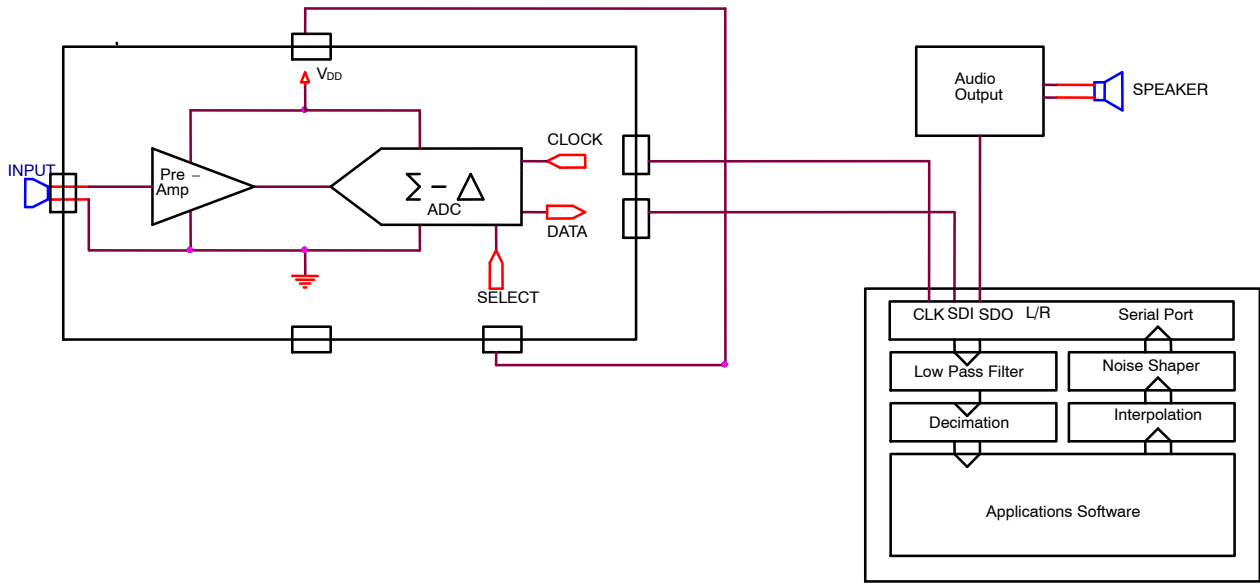 V_DD
INPUT
Pre –
Amp
Σ – Δ
ADC
CLOCK
DATA
SELECT
Audio
Output
SPEAKER
CLK SDI SDO L/R Serial Port
Low Pass Filter
Noise Shaper
Decimation
Interpolation
Applications Software